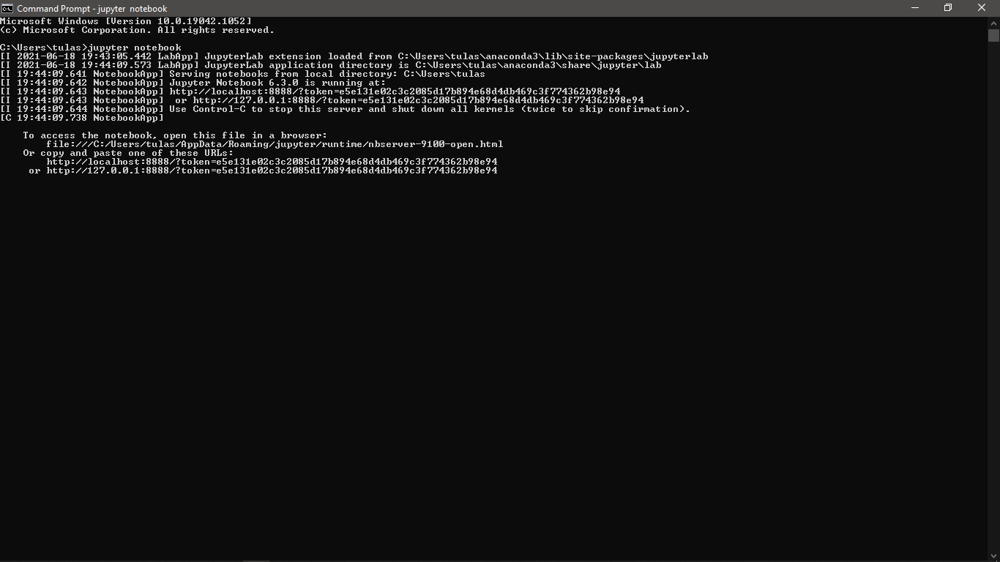 Command Prompt - jupyter  notebook
Microsoft Windows [Version 10.0.19042.1052]
(c) Microsoft Corporation. All rights reserved.
C:\Users\tulas>jupyter notebook
[I 2021-06-18 19:43:05.442 LabApp] JupyterLab extension loaded from C:\Users\tulas\anaconda3\lib\site-packages\jupyterlab
[I 2021-06-18 19:44:09.573 LabApp] JupyterLab application directory is C:\Users\tulas\anaconda3\share\jupyter\lab
[I 19:44:09.641 NotebookApp] Serving notebooks from local directory: C:\Users\tulas
[I 19:44:09.642 NotebookApp] Jupyter Notebook 6.3.0 is running at:
[I 19:44:09.643 NotebookApp] http://localhost:8888/?token=e5e131e02c3c2085d17b894e68d4db469c3f774362b98e94
[I 19:44:09.643 NotebookApp]  or http://127.0.0.1:8888/?token=e5e131e02c3c2085d17b894e68d4db469c3f774362b98e94
[I 19:44:09.644 NotebookApp] Use Control-C to stop this server and shut down all kernels (twice to skip confirmation).
[C 19:44:09.738 NotebookApp]
    To access the notebook, open this file in a browser:
        file:///C:/Users/tulas/AppData/Roaming/jupyter/runtime/nbserver-9100-open.html
    Or copy and paste one of these URLs:
        http://localhost:8888/?token=e5e131e02c3c2085d17b894e68d4db469c3f774362b98e94
     or http://127.0.0.1:8888/?token=e5e131e02c3c2085d17b894e68d4db469c3f774362b98e94